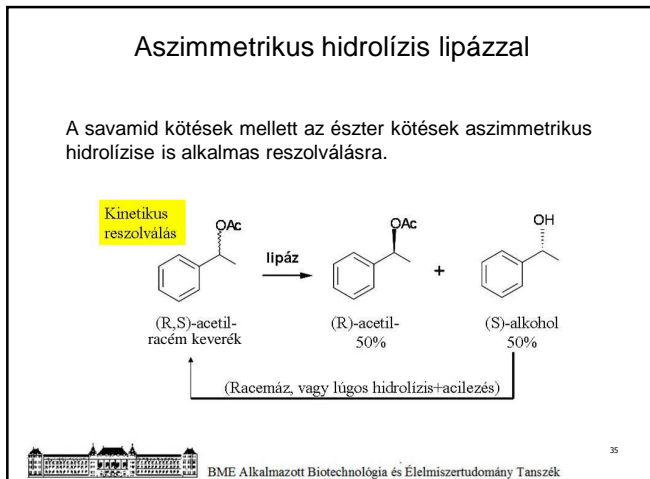 Aszimmetrikus hidrolízis lipázzal
A savamid kötések mellett az észter kötések aszimmetrikus
hidrolízise is alkalmas reszolválásra.
Kinetikus
reszolválás
OAc
lipáz
OAc
+
OH
(R,S)-acetil-
racém keverék
(R)-acetil-
50%
(S)-alkohol
50%
(Racemáz, vagy lúgos hidrolízis+acilezés)
35
BME Alkalmazott Biotechnológia és Élelmiszertudomány Tanszék